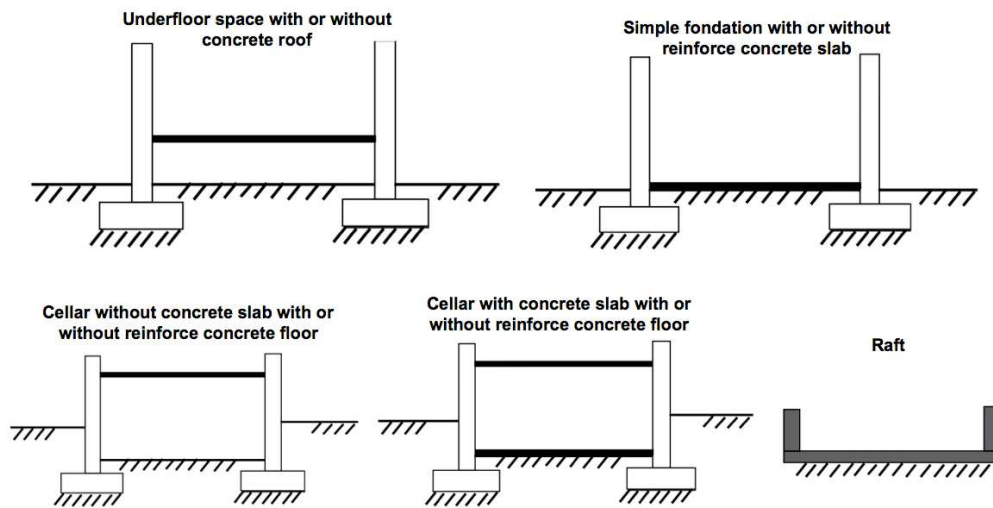 Underfloor space with or without
concrete roof
Simple fondation with or without
reinforce concrete slab
Cellar without concrete slab with or
without reinforce concrete floor
Cellar with concrete slab with or
without reinforce concrete floor
Raft